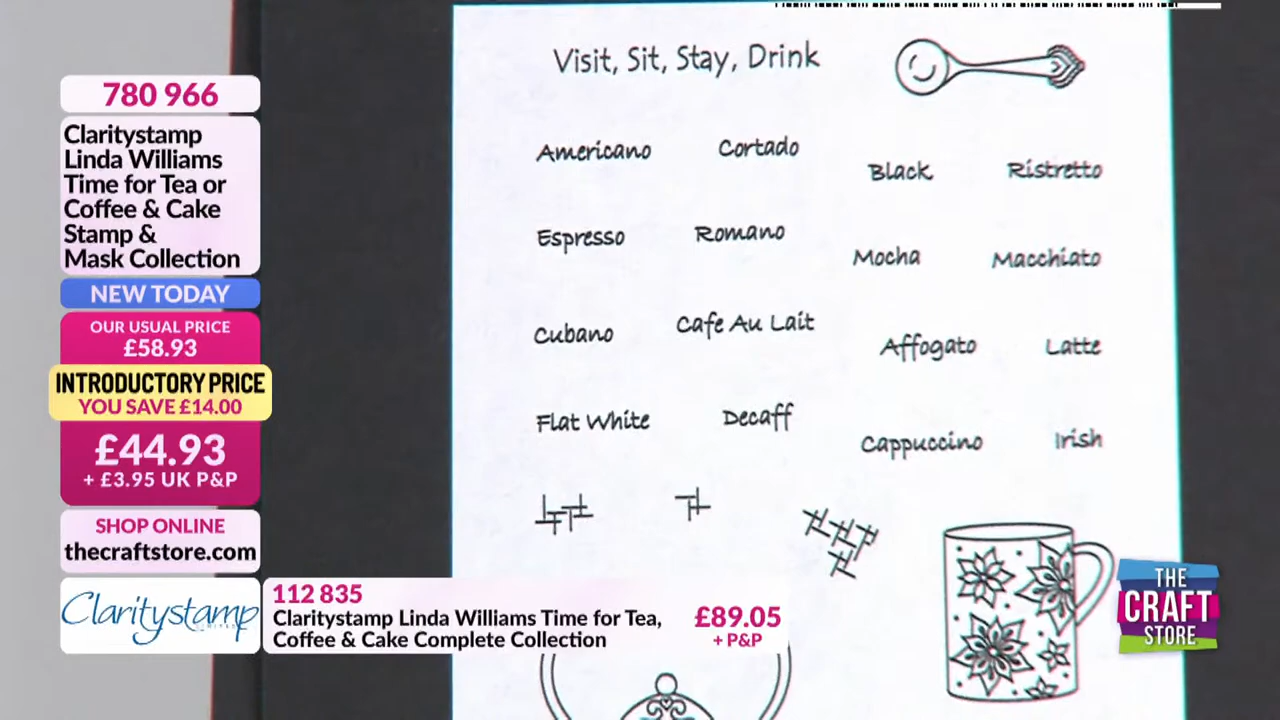 780 966
Claritystamp
Linda Williams
Time for Tea or
Coffee & Cake
Stamp &
Mask Collection
NEW TODAY
OUR USUAL PRICE
£58.93
INTRODUCTORY PRICE
YOU SAVE £14.00
£44.93
+ £3.95 UK P&P
SHOP ONLINE
thecraftstore.com
Claritystamp
LIMITED
112 835
Claritystamp Linda Williams Time for Tea,
Coffee & Cake Complete Collection
£89.05
+ P&P
Visit, Sit, Stay, Drink
Americano Cortado
Black Ristretto
Espresso Romano
Mocha Macchiato
Cubano Cafe Au Lait
Affogato Latte
Flat White Decaff
Cappuccino Irish
THE
CRAFT
STORE